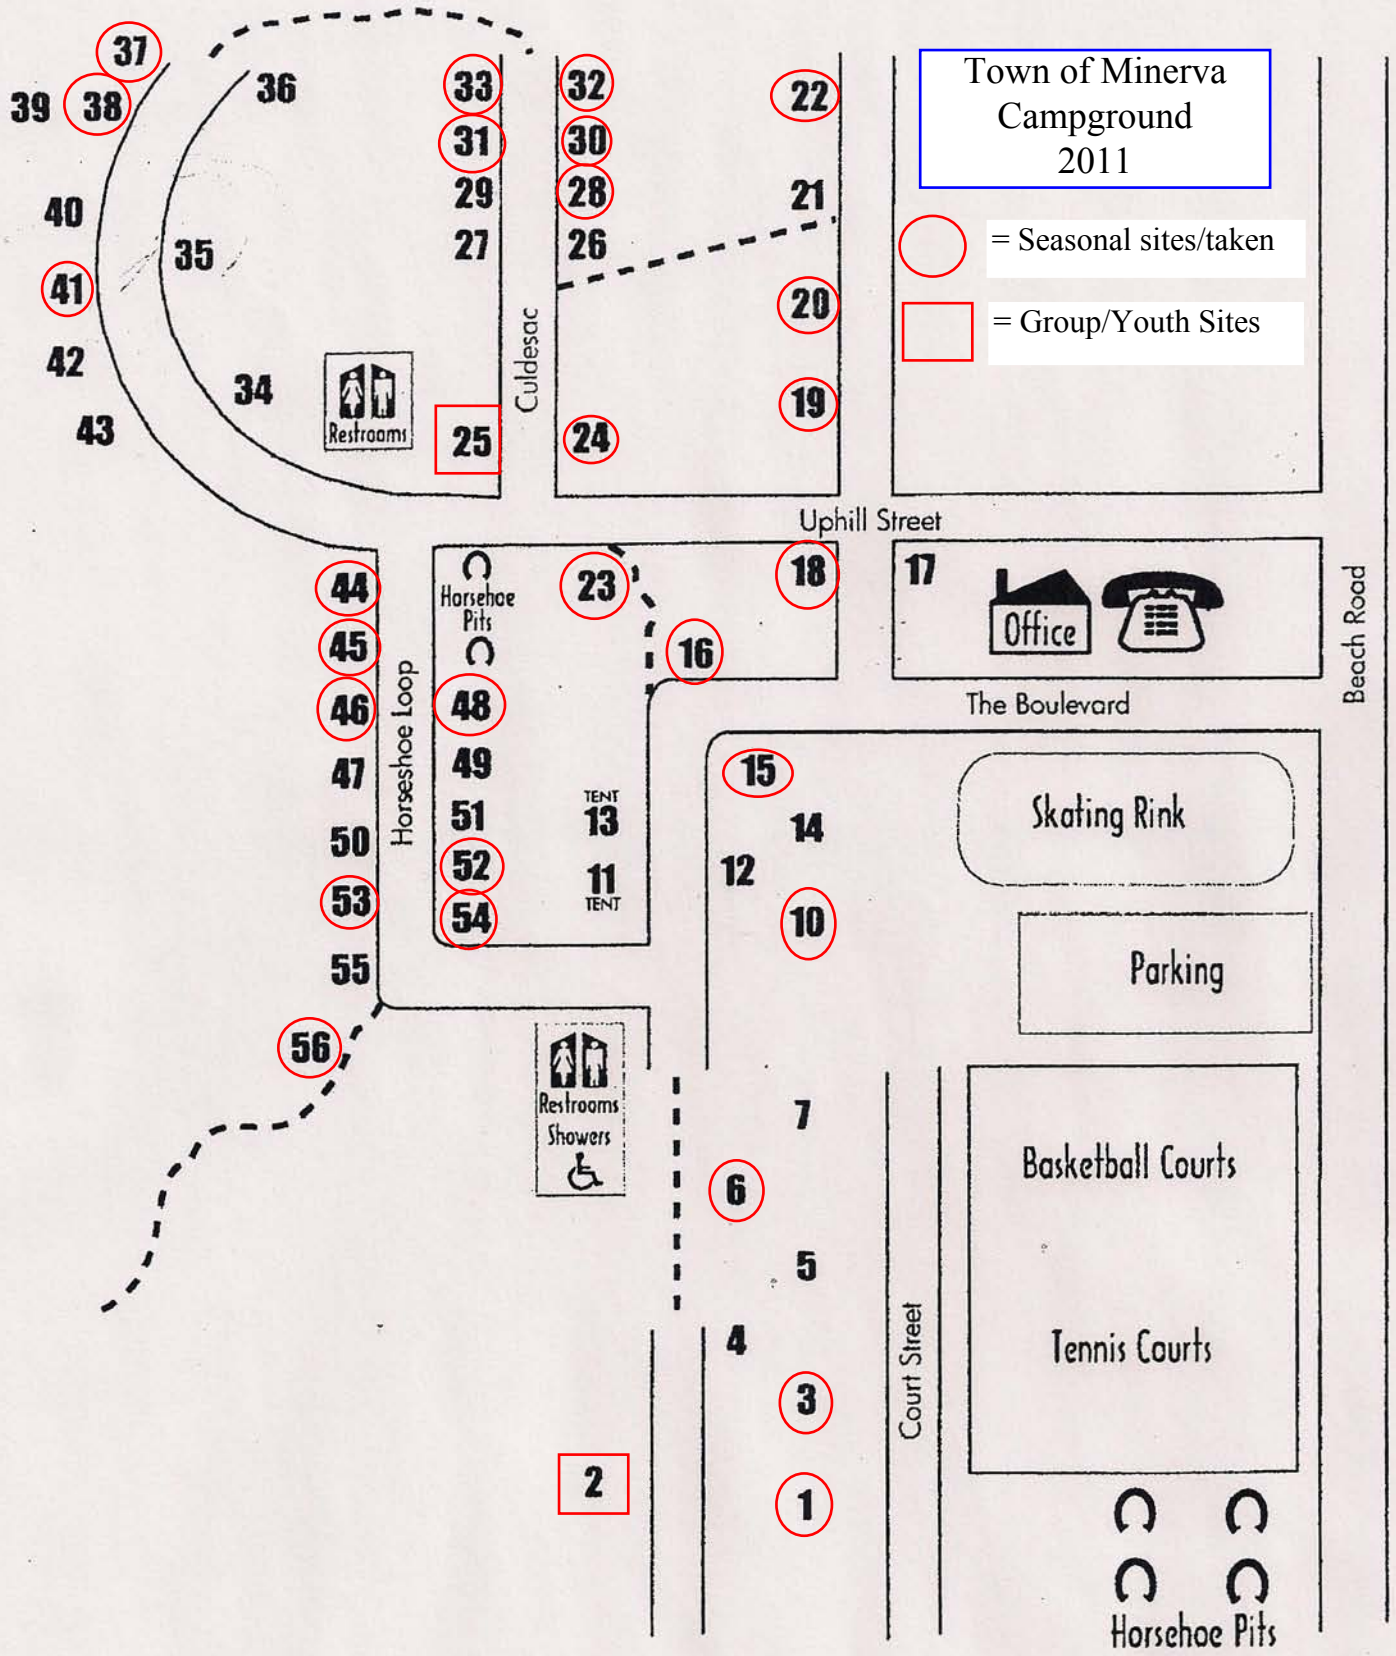 Town of Minerva
Campground
2011
= Seasonal sites/taken
= Group/Youth Sites
37
39 38
36
33
32
22
31
30
29
28
21
40
35
27
26
41
20
42
34
Restrooms
Culdesac
19
43
25
24
Uphill Street
44
Horsehoe
Pits
23
18
17
Office
45
16
Beach Road
46
Horseshoe Loop
48
The Boulevard
47
49
15
Skating Rink
51
TENT
13
14
50
52
11
TENT
12
53
54
10
55
Parking
56
Restrooms
Showers
7
Basketball Courts
6
5
4
Court Street
Tennis Courts
3
2
1
Horsehoe Pits